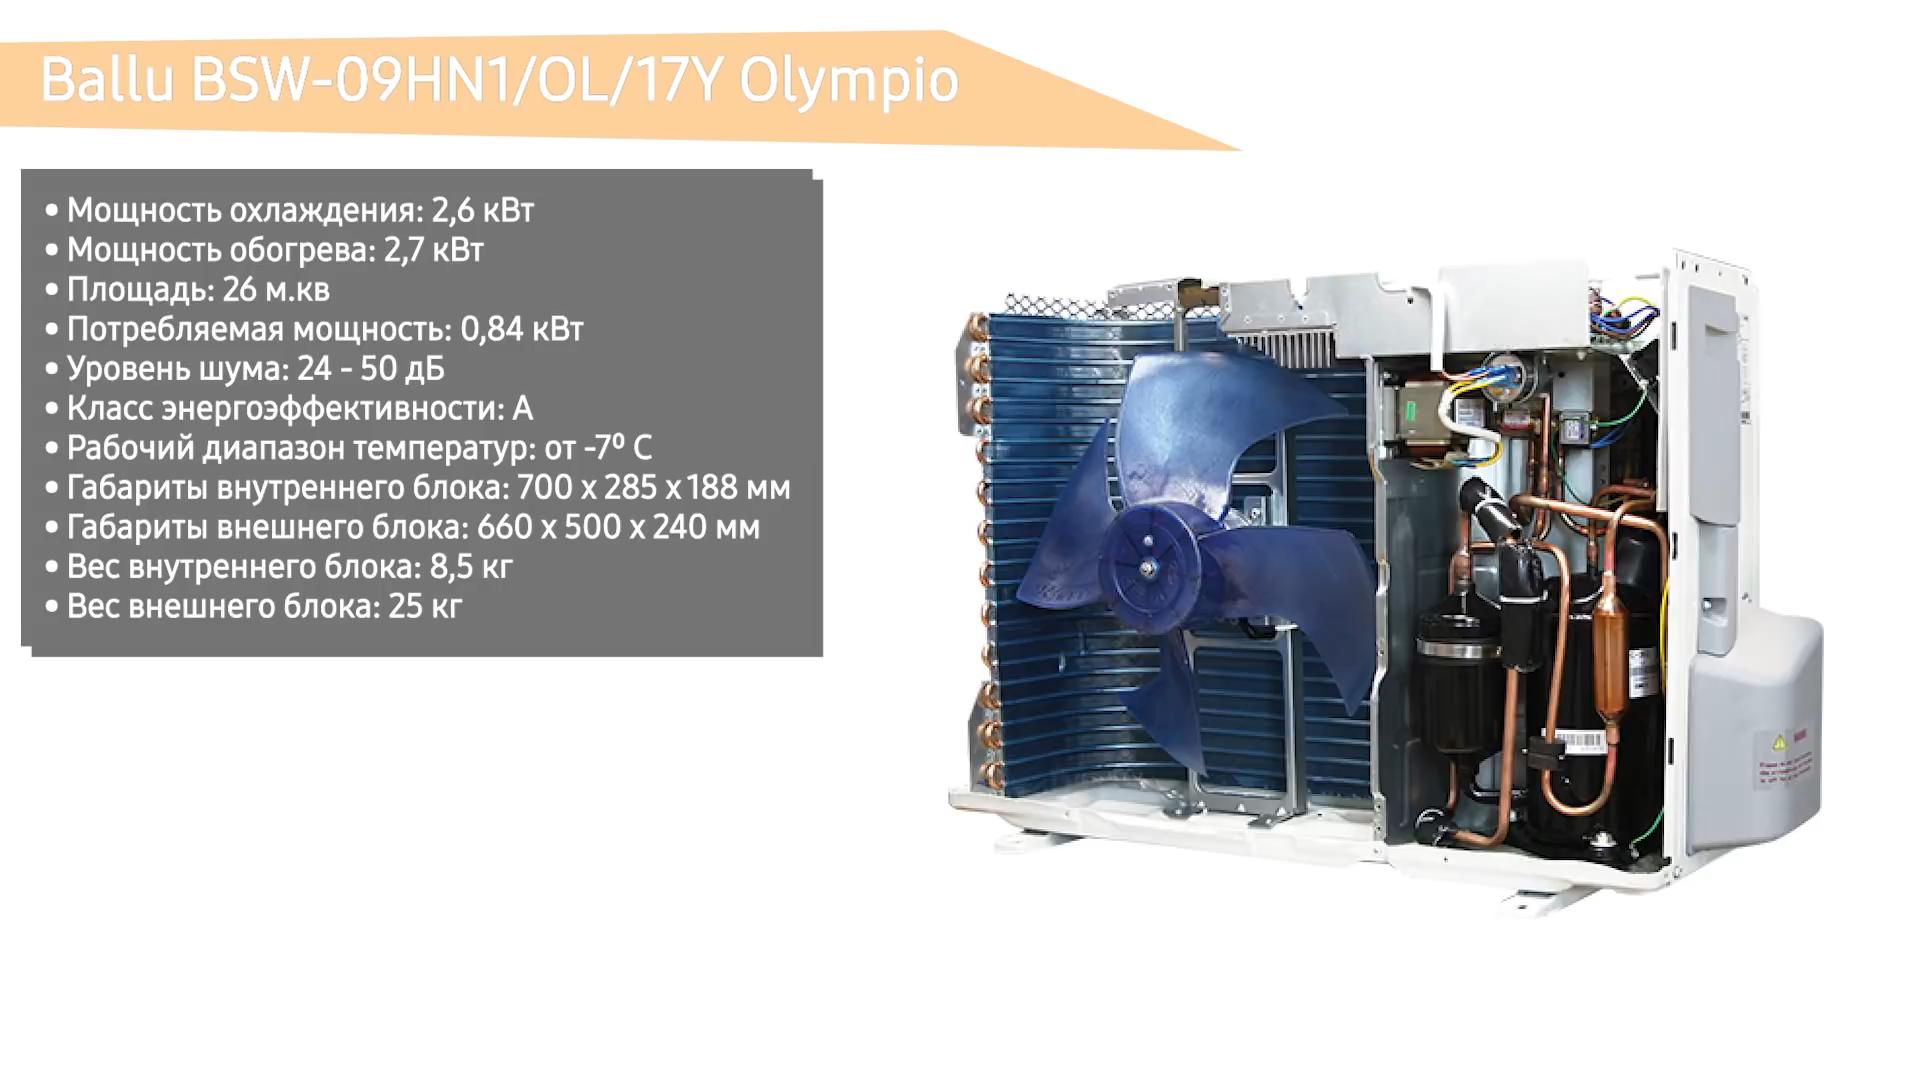 Ballu BSW-09HN1/OL/17Y Olympio
• Мощность охлаждения: 2,6 кВт
• Мощность обогрева: 2,7 кВт
• Площадь: 26 м.кв
• Потребляемая мощность: 0,84 кВт
• Уровень шума: 24 - 50 дБ
• Класс энергоэффективности: А
• Рабочий диапазон температур: от -7⁰ С
• Габариты внутреннего блока: 700 х 285 х 188 мм
• Габариты внешнего блока: 660 х 500 х 240 мм
• Вес внутреннего блока: 8,5 кг
• Вес внешнего блока: 25 кг